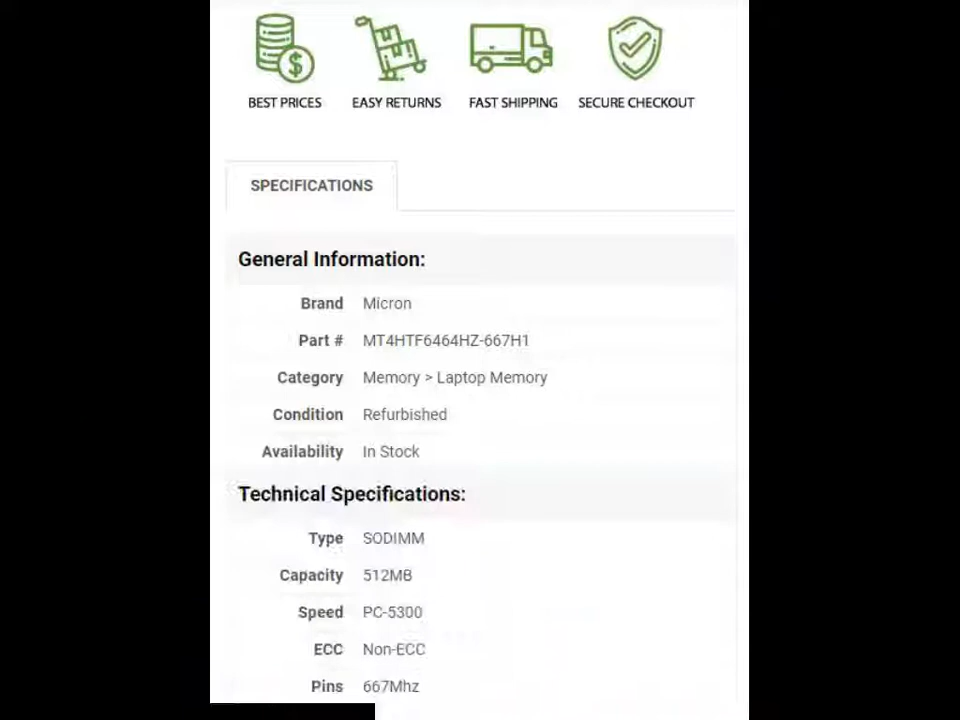 BEST PRICES EASY RETURNS FAST SHIPPING SECURE CHECKOUT
SPECIFICATIONS
General Information:
Brand Micron
Part # MT4HTF6464HZ-667H1
Category Memory > Laptop Memory
Condition Refurbished
Availability In Stock
Technical Specifications:
Type SODIMM
Capacity 512MB
Speed PC-5300
ECC Non-ECC
Pins 667Mhz